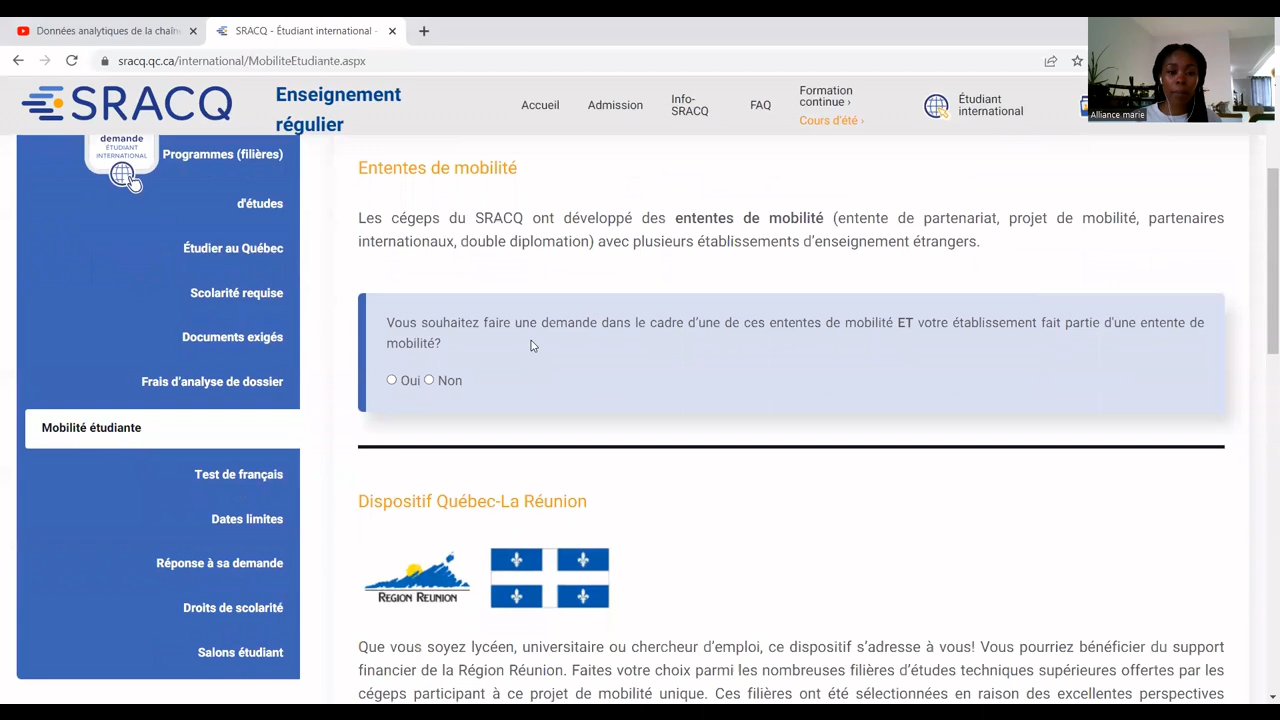 Données analytiques de la chaîn
SRACQ - Étudiant international -
sracq.qc.ca/international/MobiliteEtudiante.aspx
Alliance marie
SRACQ
Enseignement
régulier
Accueil
Admission
Info-
SRACQ
FAQ
Formation
continue ›
Cours d'été ›
Étudiant
international
demande
ÉTUDIANT
INTERNATIONAL
Programmes (filières)
d'études
Étudier au Québec
Scolarité requise
Documents exigés
Frais d'analyse de dossier
Mobilité étudiante
Test de français
Dates limites
Réponse à sa demande
Droits de scolarité
Salons étudiant
Ententes de mobilité
Les cégeps du SRACQ ont développé des ententes de mobilité (entente de partenariat, projet de mobilité, partenaires
internationaux, double diplomation) avec plusieurs établissements d'enseignement étrangers.
Vous souhaitez faire une demande dans le cadre d'une de ces ententes de mobilité ET votre établissement fait partie d'une entente de
mobilité?
Oui Non
Dispositif Québec-La Réunion
REGION REUNION
Que vous soyez lycéen, universitaire ou chercheur d'emploi, ce dispositif s'adresse à vous! Vous pourriez bénéficier du support
financier de la Région Réunion. Faites votre choix parmi les nombreuses filières d'études techniques supérieures offertes par les
cégeps participant à ce projet de mobilité unique. Ces filières ont été sélectionnées en raison des excellentes perspectives